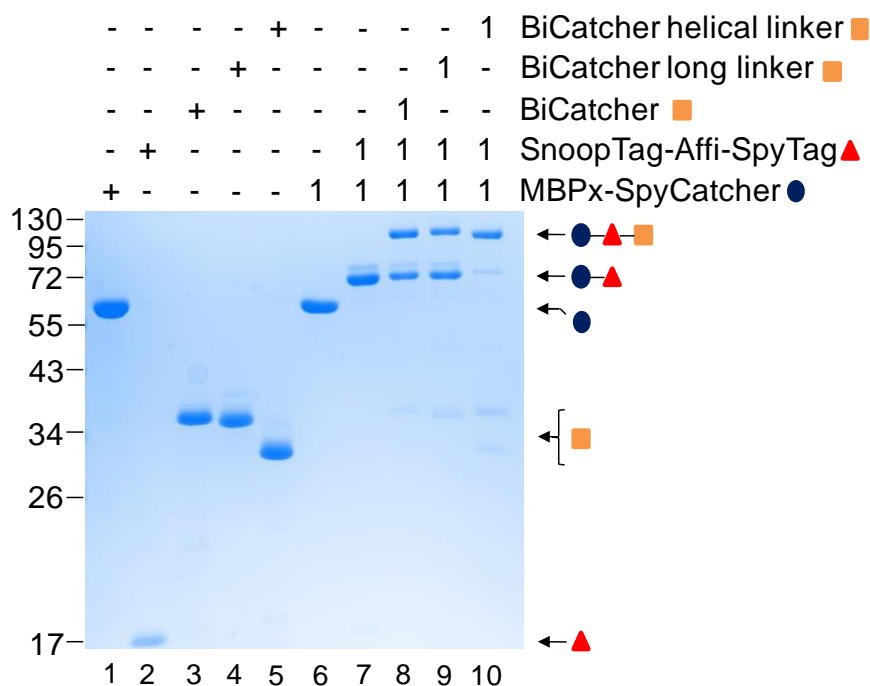 - - - - + - - - - 1 BiCatcher helical linker
- - - + - - - - 1 - BiCatcher long linker
- - + - - - - 1 - - BiCatcher
- + - - - - 1 1 1 1 SnoopTag-Affi-SpyTag
+ - - - - 1 1 1 1 1 MBPx-SpyCatcher
130
95
72
55
43
34
26
17
1 2 3 4 5 6 7 8 9 10